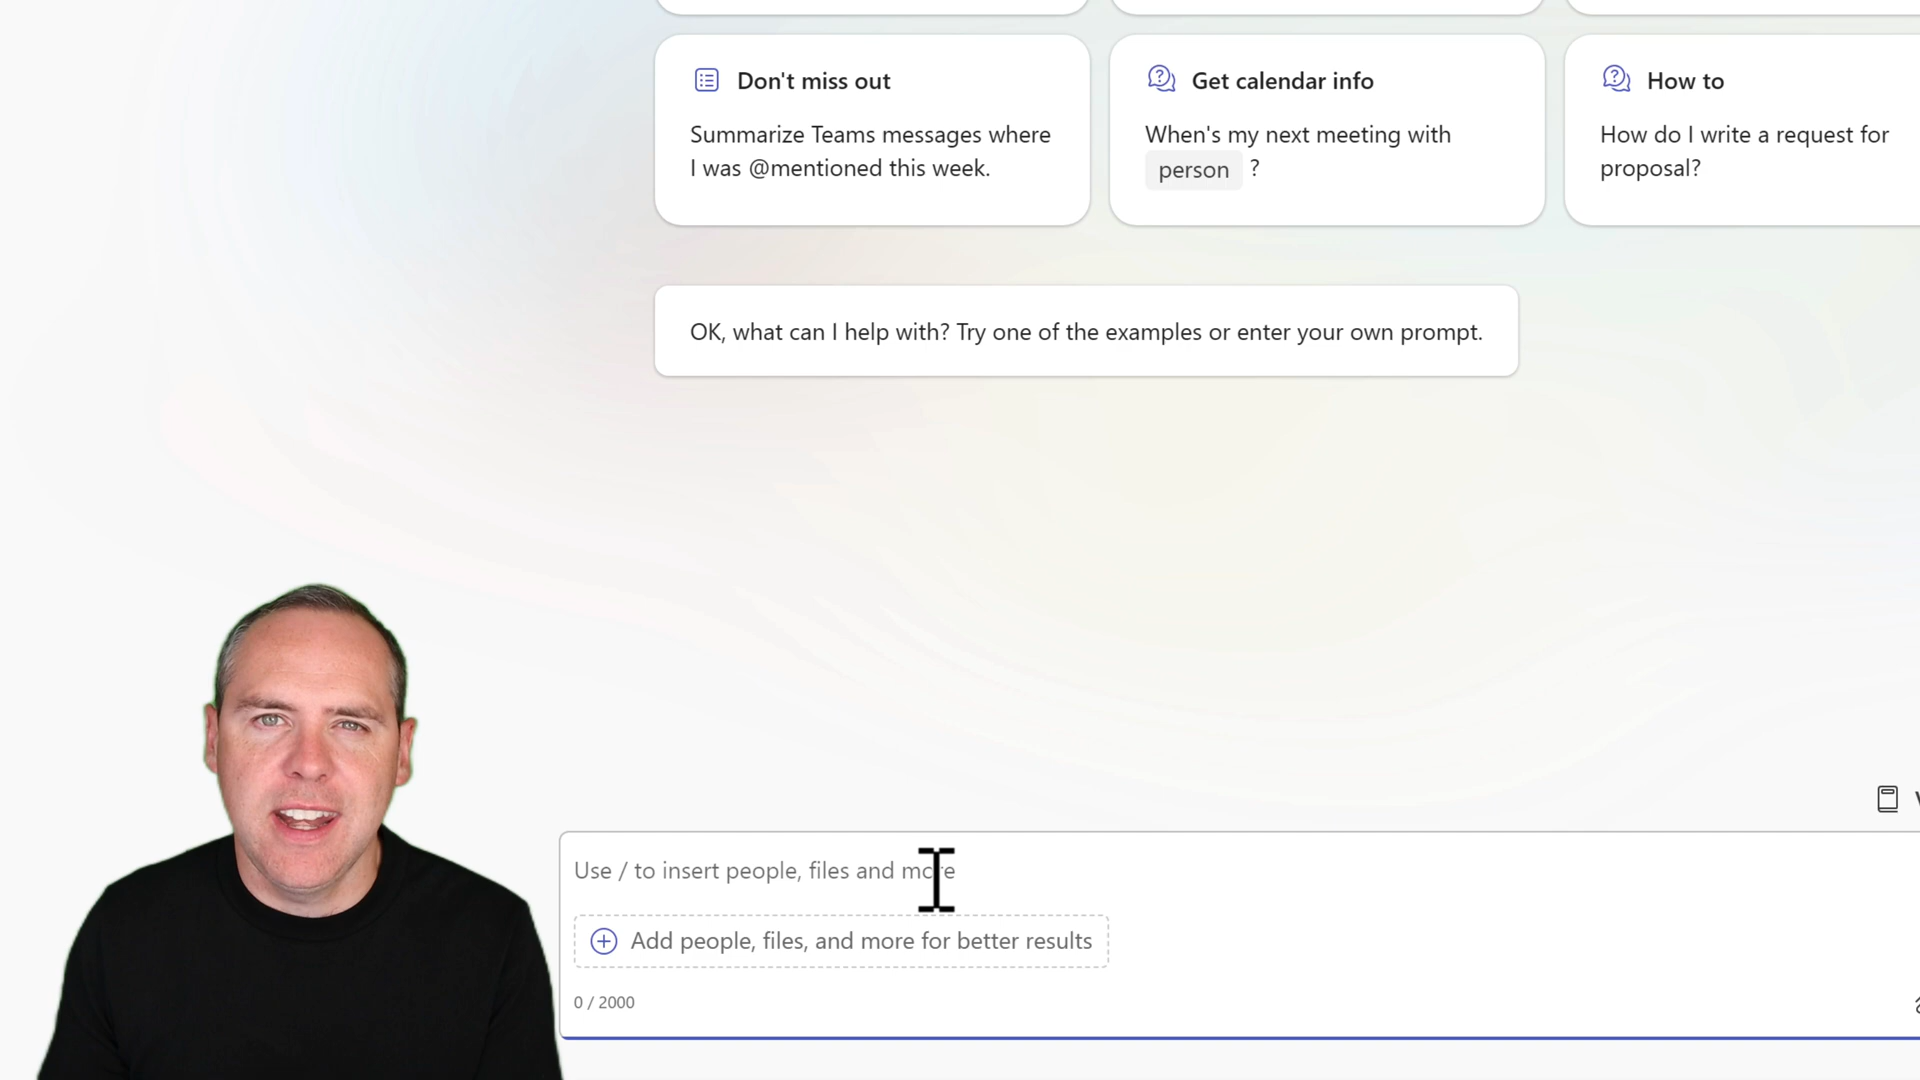 Don't miss out
Summarize Teams messages where
I was @mentioned this week.
Get calendar info
When's my next meeting with
person ?
How to
How do I write a request for
proposal?
OK, what can I help with? Try one of the examples or enter your own prompt.
Use / to insert people, files and more
Add people, files, and more for better results
0 / 2000